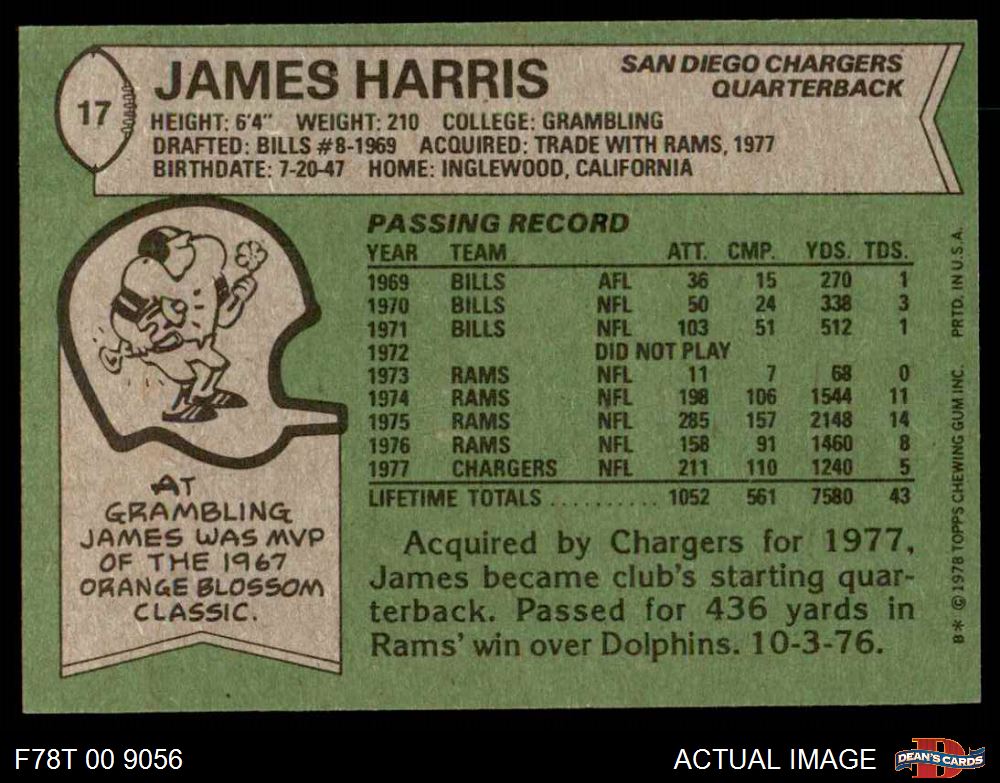 17
JAMES HARRIS
SAN DIEGO CHARGERS
QUARTERBACK
HEIGHT: 6'4" WEIGHT: 210 COLLEGE: GRAMBLING
DRAFTED: BILLS #8-1969 ACQUIRED: TRADE WITH RAMS, 1977
BIRTHDATE: 7-20-47 HOME: INGLEWOOD, CALIFORNIA
PASSING RECORD
YEAR TEAM ATT. CMP. YDS. TDS.
1969 BILLS AFL 36 15 270 1
1970 BILLS NFL 50 24 338 3
1971 BILLS NFL 103 51 512 1
1972 DID NOT PLAY
1973 RAMS NFL 11 7 68 0
1974 RAMS NFL 198 106 1544 11
1975 RAMS NFL 285 157 2148 14
1976 RAMS NFL 158 91 1460 8
1977 CHARGERS NFL 211 110 1240 5
LIFETIME TOTALS .......... 1052 561 7580 43
Acquired by Chargers for 1977,
James became club's starting quar-
terback. Passed for 436 yards in
Rams' win over Dolphins. 10-3-76.
AT
GRAMBLING
JAMES WAS MVP
OF THE 1967
ORANGE BLOSSOM
CLASSIC.
B* © 1978 TOPPS CHEWING GUM INC. PRTD. IN U.S.A.
F78T 00 9056
ACTUAL IMAGE
D
DEAN'S CARDS